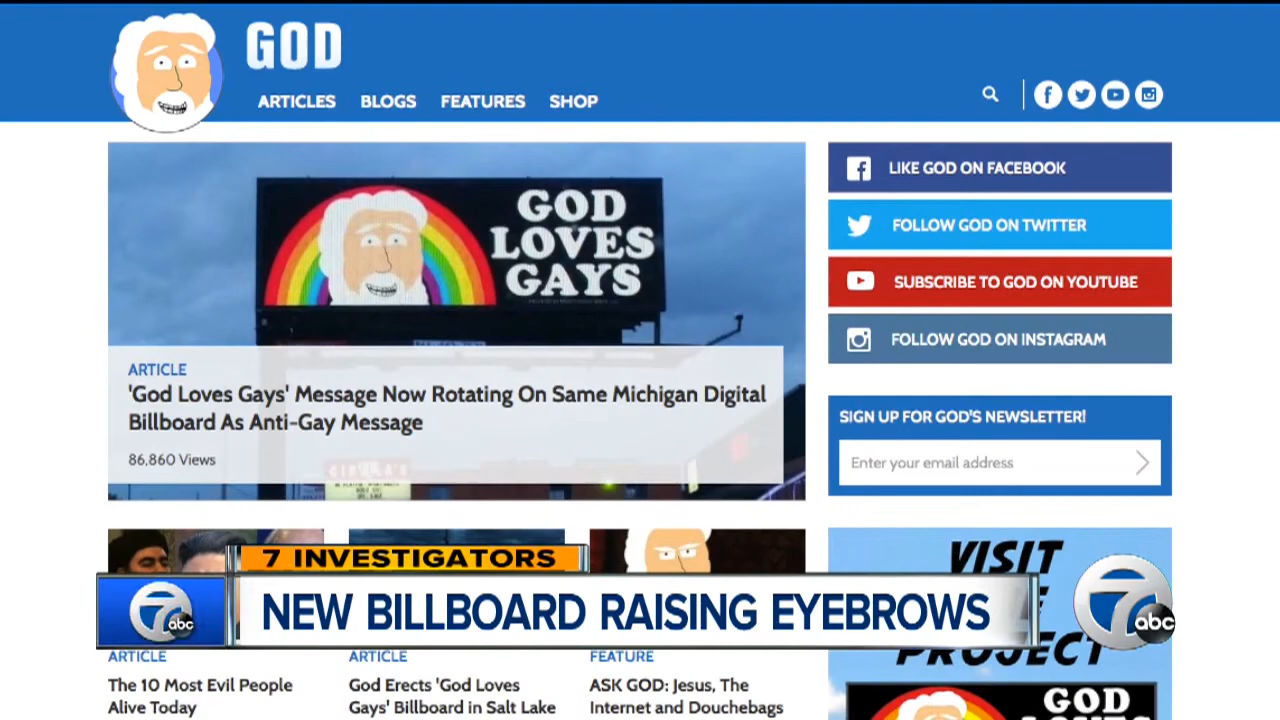 GOD
ARTICLES BLOGS FEATURES SHOP
GOD
LOVES
GAYS
ARTICLE
'God Loves Gays' Message Now Rotating On Same Michigan Digital
Billboard As Anti-Gay Message
86,860 Views
LIKE GOD ON FACEBOOK
FOLLOW GOD ON TWITTER
SUBSCRIBE TO GOD ON YOUTUBE
FOLLOW GOD ON INSTAGRAM
SIGN UP FOR GOD'S NEWSLETTER!
Enter your email address
VISIT
PROJECT
GOD
7 INVESTIGATORS
7 abc
NEW BILLBOARD RAISING EYEBROWS
7 abc
ARTICLE
The 10 Most Evil People
Alive Today
ARTICLE
God Erects 'God Loves
Gays' Billboard in Salt Lake
FEATURE
ASK GOD: Jesus, The
Internet and Douchebags